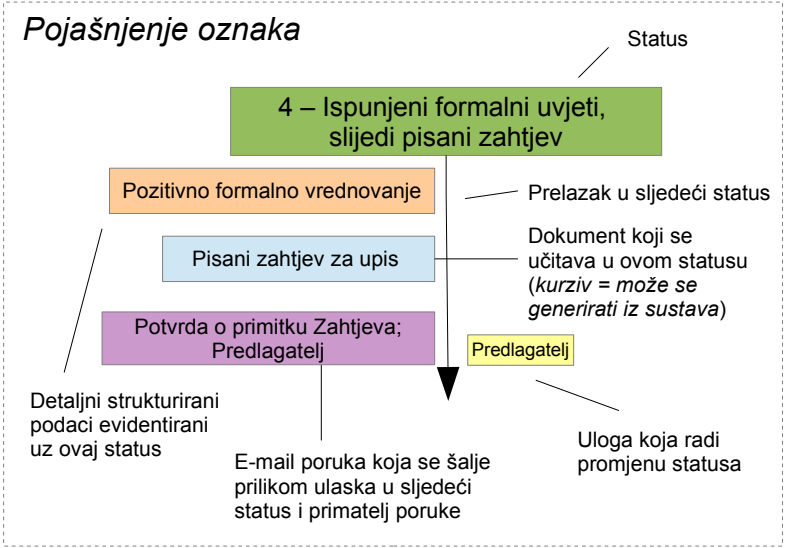 Pojašnjenje oznaka
Status
4 – Ispunjeni formalni uvjeti,
slijedi pisani zahtjev
Pozitivno formalno vrednovanje
Prelazak u sljedeći status
Pisani zahtjev za upis
Dokument koji se
učitava u ovom statusu
(kurziv = može se
generirati iz sustava)
Potvrda o primitku Zahtjeva;
Predlagatelj
Predlagatelj
Detaljni strukturirani
podaci evidentirani
uz ovaj status
E-mail poruka koja se šalje
prilikom ulaska u sljedeći
status i primatelj poruke
Uloga koja radi
promjenu statusa